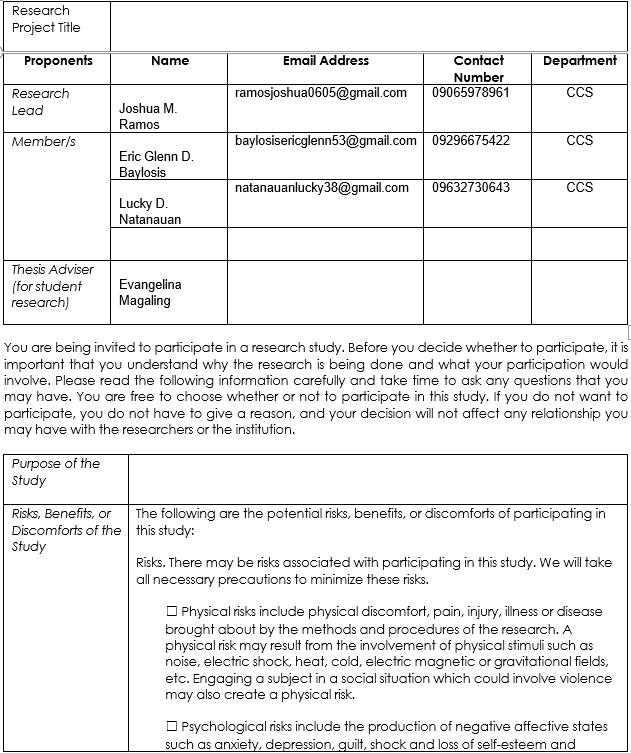 Research
Project Title
Proponents Name Email Address Contact Number Department
Research Lead Joshua M. Ramos ramosjoshua0605@gmail.com 09065978961 CCS
Member/s Eric Glenn D. Baylosis baylosisericglenn53@gmail.com 09296675422 CCS
Lucky D. Natanauan natanauanlucky38@gmail.com 09632730643 CCS
Thesis Adviser (for student research) Evangelina Magaling
You are being invited to participate in a research study. Before you decide whether to participate, it is
important that you understand why the research is being done and what your participation would
involve. Please read the following information carefully and take time to ask any questions that you
may have. You are free to choose whether or not to participate in this study. If you do not want to
participate, you do not have to give a reason, and your decision will not affect any relationship you
may have with the researchers or the institution.
Purpose of the
Study
Risks, Benefits, or
Discomforts of the
Study
The following are the potential risks, benefits, or discomforts of participating in
this study:
Risks. There may be risks associated with participating in this study. We will take
all necessary precautions to minimize these risks.
☐ Physical risks include physical discomfort, pain, injury, illness or disease
brought about by the methods and procedures of the research. A
physical risk may result from the involvement of physical stimuli such as
noise, electric shock, heat, cold, electric magnetic or gravitational fields,
etc. Engaging a subject in a social situation which could involve violence
may also create a physical risk.
☐ Psychological risks include the production of negative affective states
such as anxiety, depression, guilt, shock and loss of self-esteem and